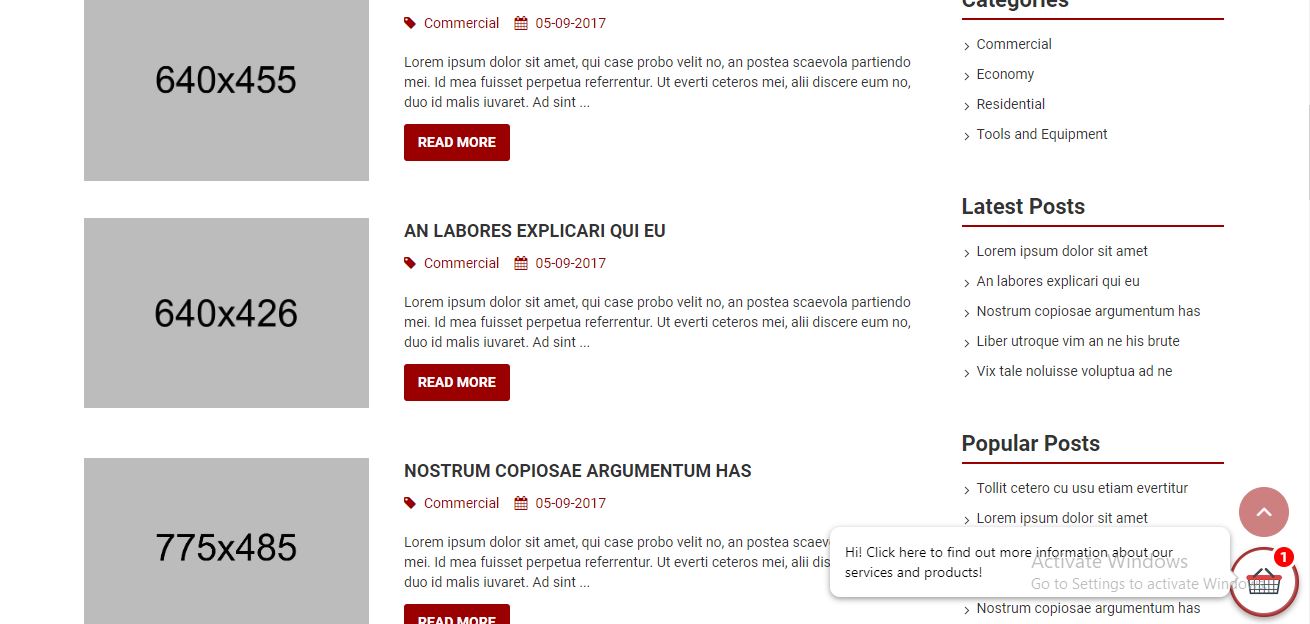 640x455
Commercial 05-09-2017
Lorem ipsum dolor sit amet, qui case probo velit no, an postea scaevola partiendo
mei. Id mea fuisset perpetua referrentur. Ut everti ceteros mei, alii discere eum no,
duo id malis iuvaret. Ad sint ...
READ MORE
640x426
AN LABORES EXPLICARI QUI EU
Commercial 05-09-2017
Lorem ipsum dolor sit amet, qui case probo velit no, an postea scaevola partiendo
mei. Id mea fuisset perpetua referrentur. Ut everti ceteros mei, alii discere eum no,
duo id malis iuvaret. Ad sint ...
READ MORE
775x485
NOSTRUM COPIOSAE ARGUMENTUM HAS
Commercial 05-09-2017
Lorem ipsum dolor sit amet, qui case probo velit no, an postea scaev
mei. Id mea fuisset perpetua referrentur. Ut everti ceteros mei, alii dis
duo id malis iuvaret. Ad sint ...
READ MORE
Categories
Commercial
Economy
Residential
Tools and Equipment
Latest Posts
Lorem ipsum dolor sit amet
An labores explicari qui eu
Nostrum copiosae argumentum has
Liber utroque vim an ne his brute
Vix tale noluisse voluptua ad ne
Popular Posts
Tollit cetero cu usu etiam evertitur
Lorem ipsum dolor sit amet
Hi! Click here to find out more information about our
services and products!
Activate Windows
Go to Settings to activate Windo
1
Nostrum copiosae argumentum has